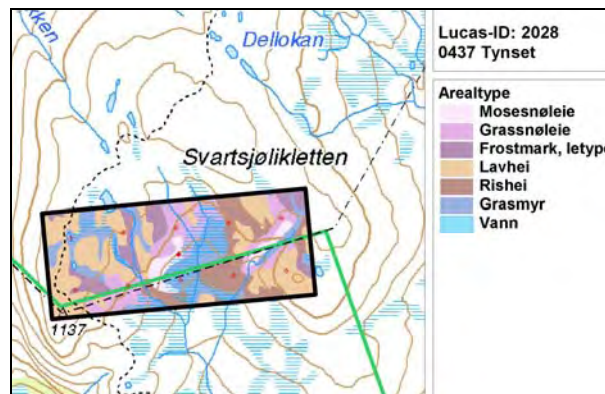 Dellokan
Svartsjølikletten
1137
Lucas-ID: 2028
0437 Tynset
Arealtype
Mosesnøleie
Grassnøleie
Frostmark, letype
Lavhei
Rishei
Grasmyr
Vann